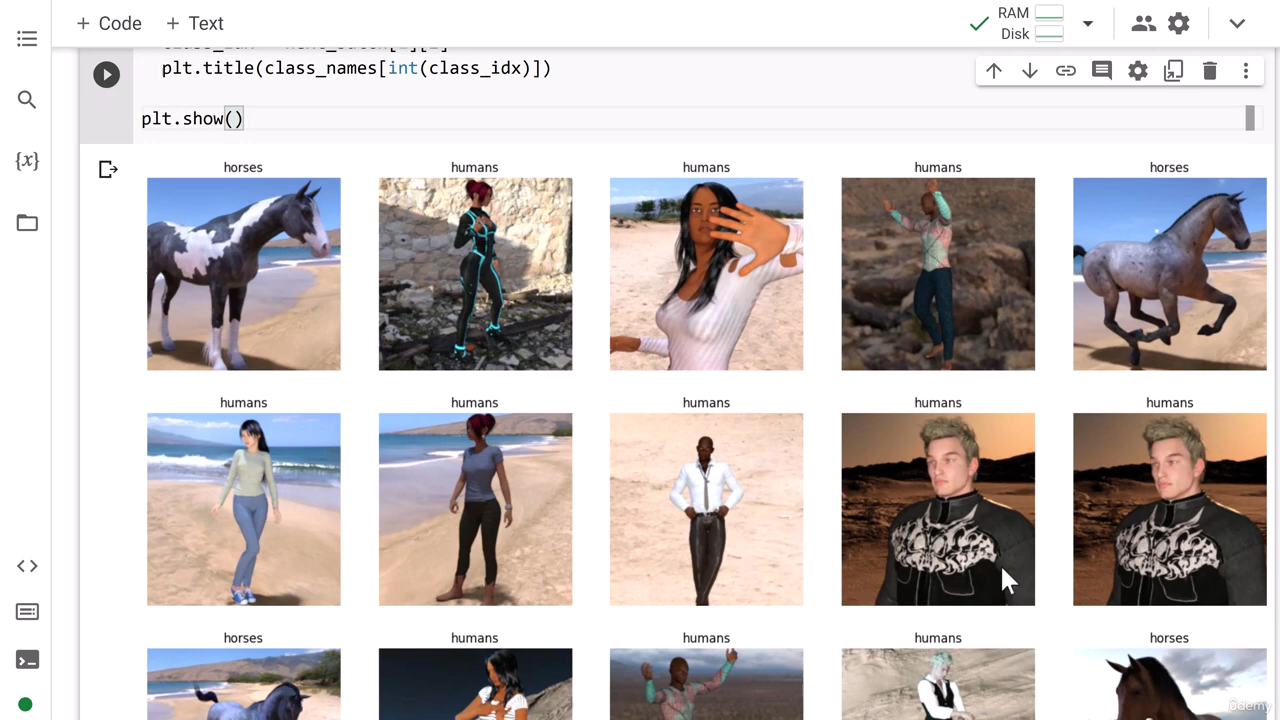 + Code + Text
RAM
Disk
plt.title(class_names[int(class_idx)])
plt.show()
{x}
horses humans humans humans horses
humans humans humans humans humans
horses humans humans humans horses
Udemy